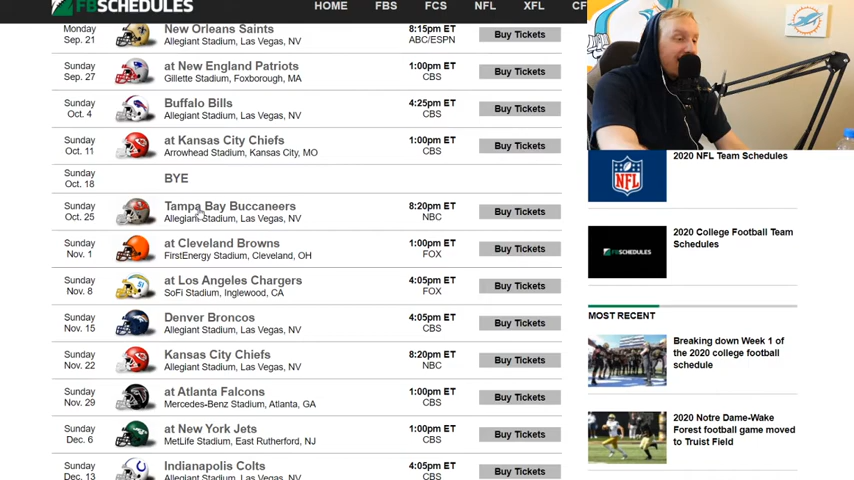 FBSCHEDULES
HOME FBS FCS NFL XFL CF
Monday
Sep. 21
New Orleans Saints
Allegiant Stadium, Las Vegas, NV
8:15pm ET
ABC/ESPN
Buy Tickets
Sunday
Sep. 27
at New England Patriots
Gillette Stadium, Foxborough, MA
1:00pm ET
CBS
Buy Tickets
Sunday
Oct. 4
Buffalo Bills
Allegiant Stadium, Las Vegas, NV
4:25pm ET
CBS
Buy Tickets
Sunday
Oct. 11
at Kansas City Chiefs
Arrowhead Stadium, Kansas City, MO
1:00pm ET
CBS
Buy Tickets
Sunday
Oct. 18
BYE
Sunday
Oct. 25
Tampa Bay Buccaneers
Allegiant Stadium, Las Vegas, NV
8:20pm ET
NBC
Buy Tickets
Sunday
Nov. 1
at Cleveland Browns
FirstEnergy Stadium, Cleveland, OH
1:00pm ET
FOX
Buy Tickets
Sunday
Nov. 8
at Los Angeles Chargers
SoFi Stadium, Inglewood, CA
4:05pm ET
FOX
Buy Tickets
Sunday
Nov. 15
Denver Broncos
Allegiant Stadium, Las Vegas, NV
4:05pm ET
CBS
Buy Tickets
Sunday
Nov. 22
Kansas City Chiefs
Allegiant Stadium, Las Vegas, NV
8:20pm ET
NBC
Buy Tickets
Sunday
Nov. 29
at Atlanta Falcons
Mercedes-Benz Stadium, Atlanta, GA
1:00pm ET
CBS
Buy Tickets
Sunday
Dec. 6
at New York Jets
MetLife Stadium, East Rutherford, NJ
1:00pm ET
CBS
Buy Tickets
Sunday
Dec. 13
Indianapolis Colts
Allegiant Stadium, Las Vegas, NV
4:05pm ET
CBS
Buy Tickets
NFL
2020 NFL Team Schedules
FBSCHEDULES
2020 College Football Team
Schedules
MOST RECENT
Breaking down Week 1 of
the 2020 college football
schedule
2020 Notre Dame-Wake
Forest football game moved
to Truist Field